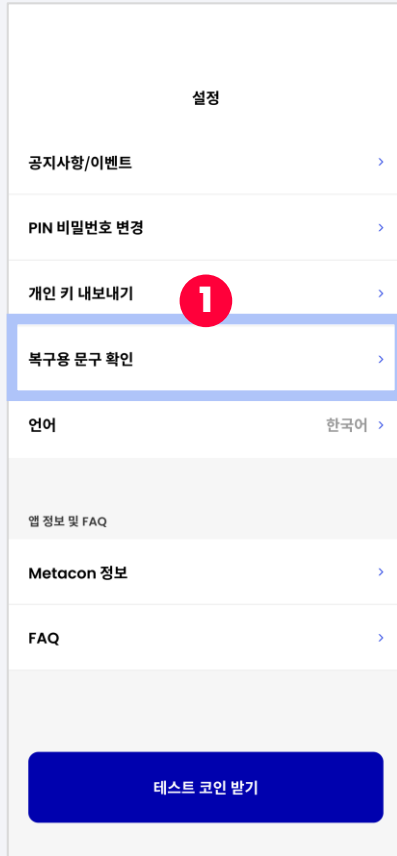 설정
공지사항/이벤트
PIN 비밀번호 변경
개인 키 내보내기
1
복구용 문구 확인
언어 한국어
앱 정보 및 FAQ
Metacon 정보
FAQ
테스트 코인 받기